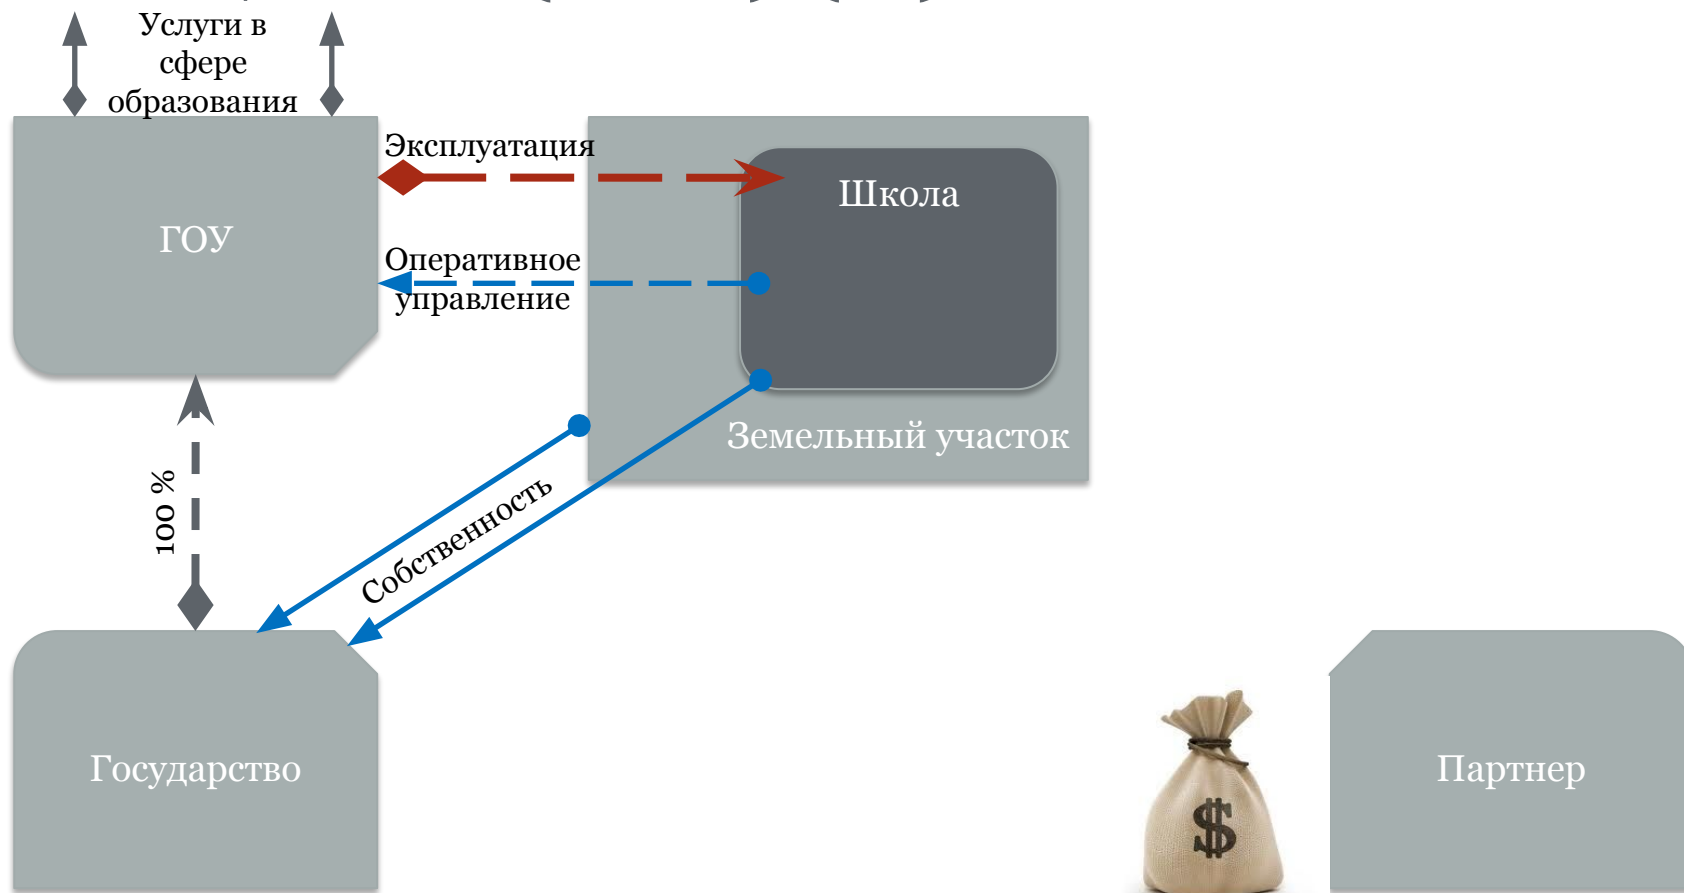 Услуги в
сфере
образования
Эксплуатация
Школа
ГОУ
Оперативное
управление
Земельный участок
100 %
Собственность
Государство
$
Партнер